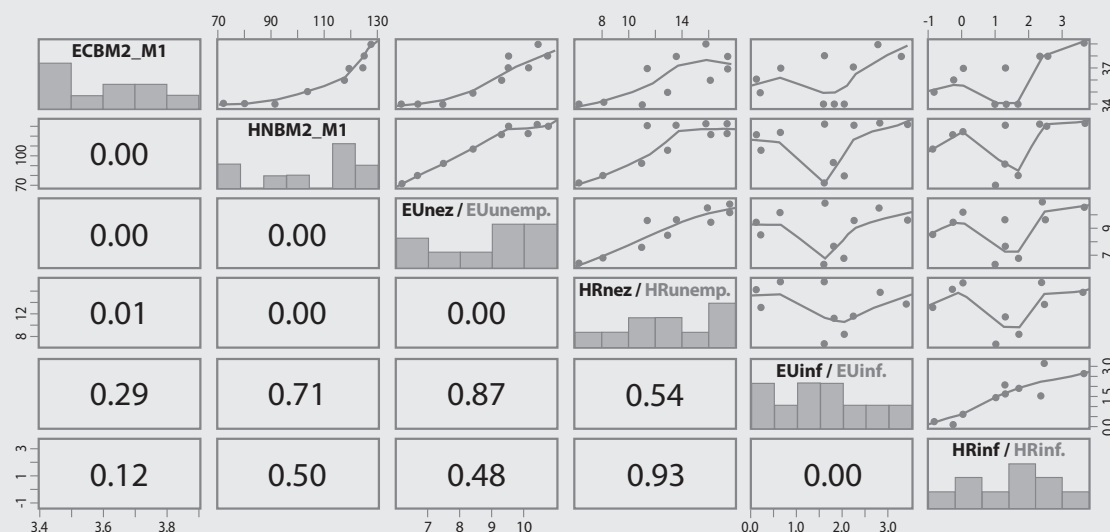 70 90 110 130 8 10 14 -1 0 1 2 3
ECBM2_M1
34 37
70 100
0.00
HNBM2_M1
0.00
0.00
EUnez / EUunemp.
7 9
8 12
0.01
0.00
0.00
HRnez / HRunemp.
0.29
0.71
0.87
0.54
EUinf / EUinf.
0.0 1.5 3.0
-1 1 3
0.12
0.50
0.48
0.93
0.00
HRinf / HRinf.
3.4 3.6 3.8 7 8 9 10 0.0 1.0 2.0 3.0